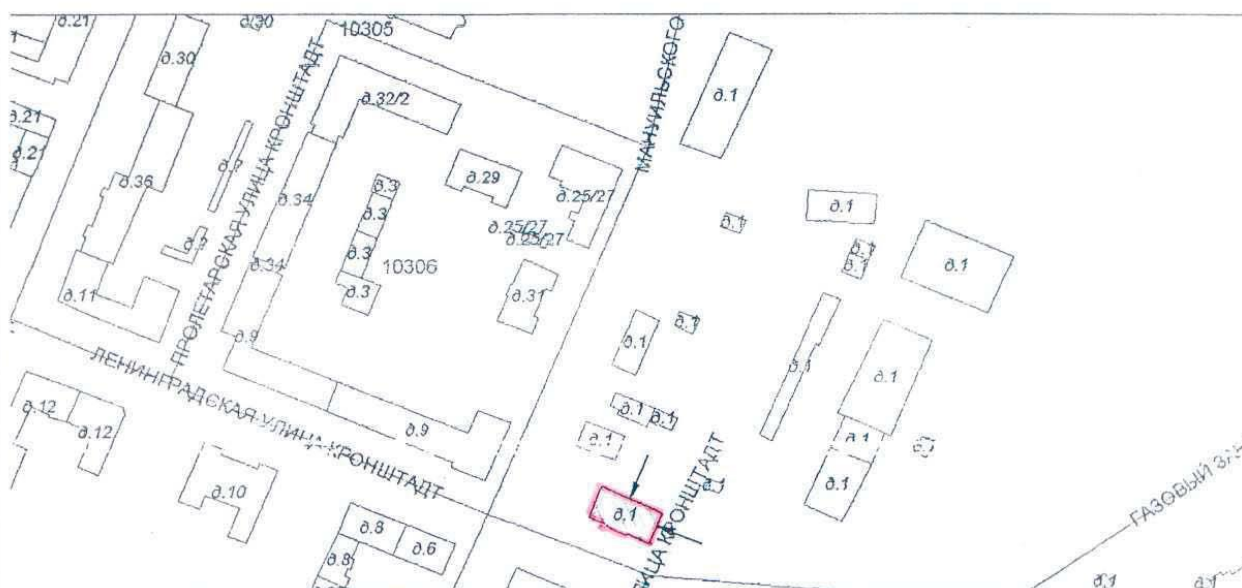 д.21
д/30
10305
д.30
ПРОЛЕТАРСКАЯ УЛИЦА КРОНШТАДТ
МАНУИЛЬСКОГО
д.1
д.32/2
д.21
д.21
д.36
д.34
д.3
д.29
д.25/27
д.3
д.25/27
д.25/27
д.1
д.1
д.1
д.1
д.1
д.3
д.34
10306
д.3
д.31
д.11
д.9
д.1
д.1
д.1
д.1
ЛЕНИНГРАДСКАЯ УЛИЦА КРОНШТАДТ
д.12
д.12
д.9
д.1
д.1
д.1
д.1
д.10
д.1
д.1
УЛИЦА КРОНШТАДТ
д.1
д.8
д.6
д.8
ГАЗОВЫЙ ЗА
д.1